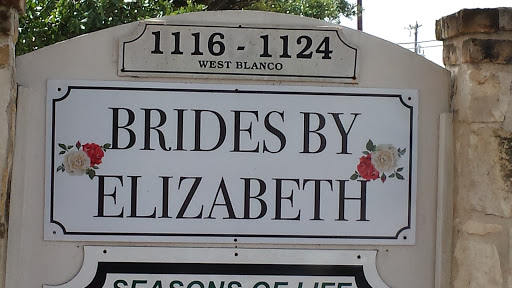 1116 - 1124
WEST BLANCO
BRIDES BY
ELIZABETH
SEASONS OF LIFE